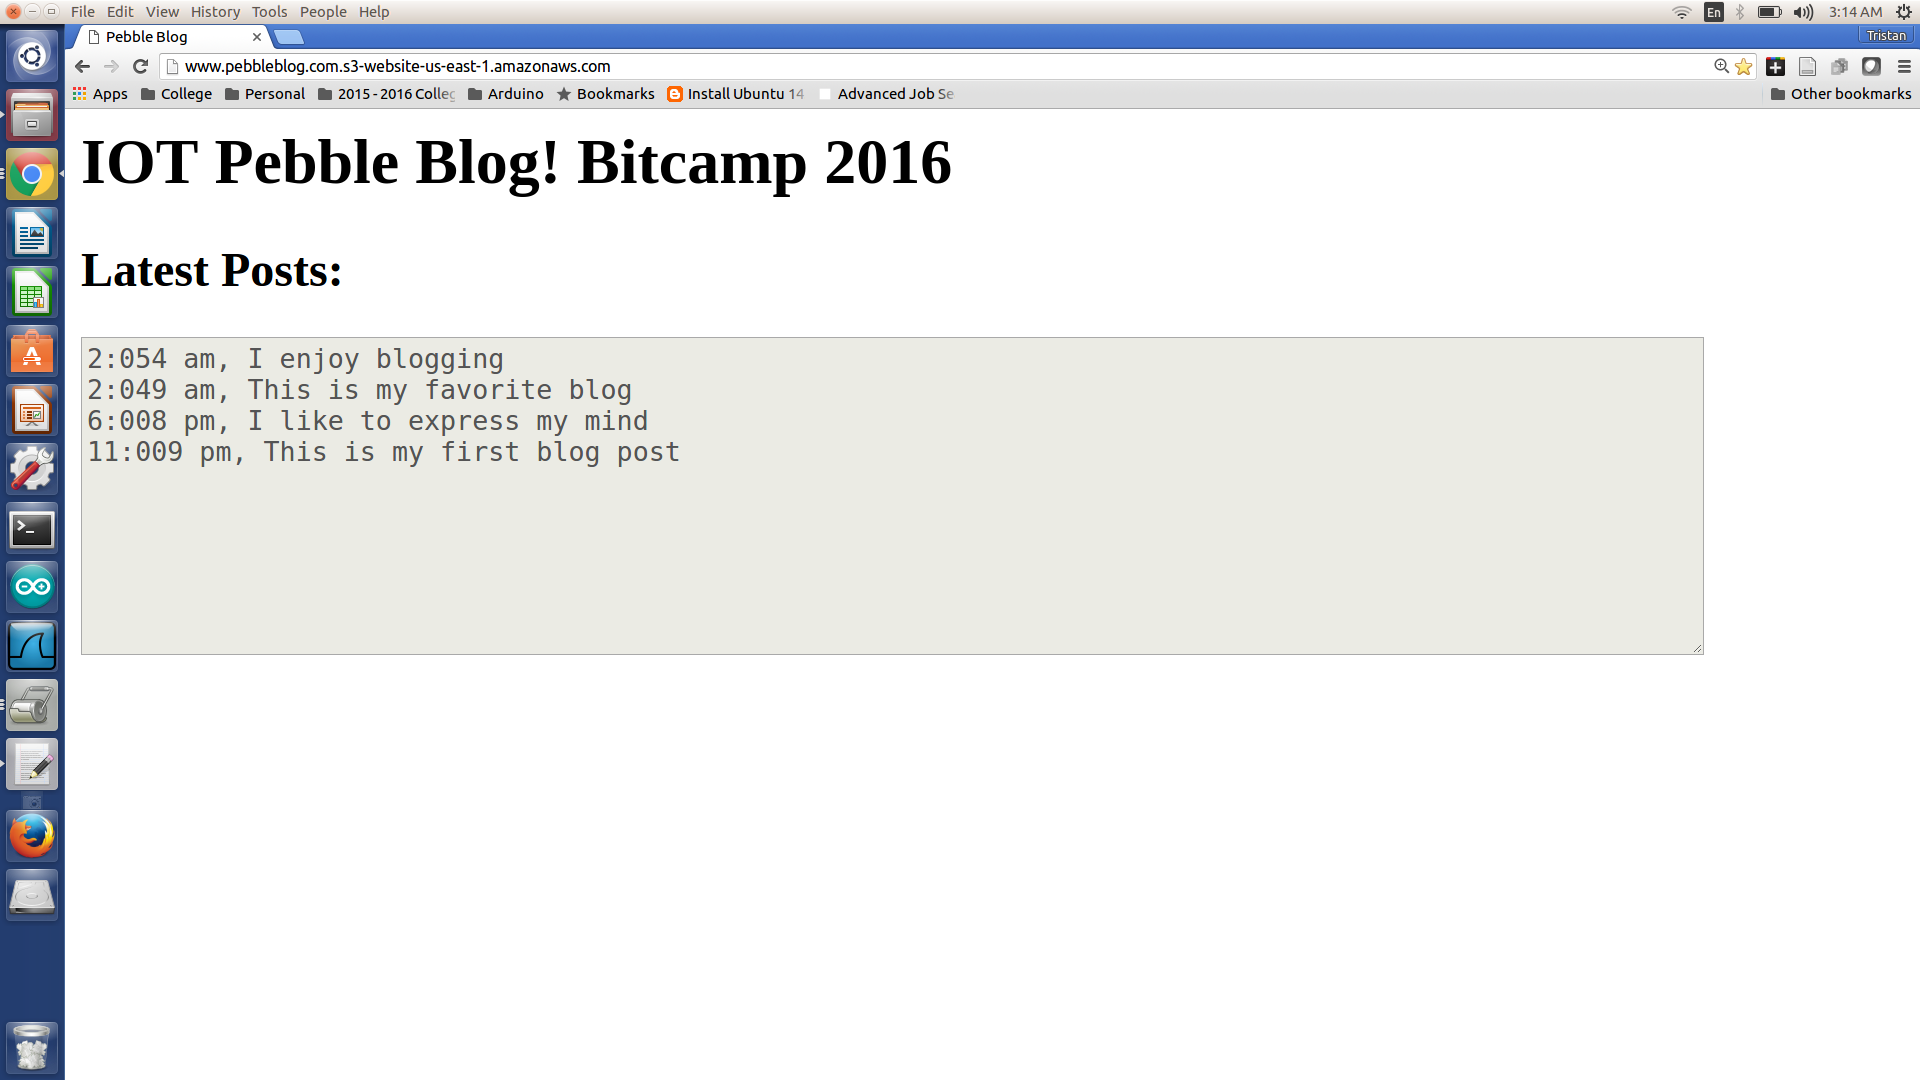 File Edit View History Tools People Help En 3:14 AM
Pebble Blog Tristan
www.pebbleblog.com.s3-website-us-east-1.amazonaws.com
Apps College Personal 2015-2016 Colleg Arduino Bookmarks Install Ubuntu 14 Advanced Job Se Other bookmarks
IOT Pebble Blog! Bitcamp 2016
Latest Posts:
2:054 am, I enjoy blogging
2:049 am, This is my favorite blog
6:008 pm, I like to express my mind
11:009 pm, This is my first blog post